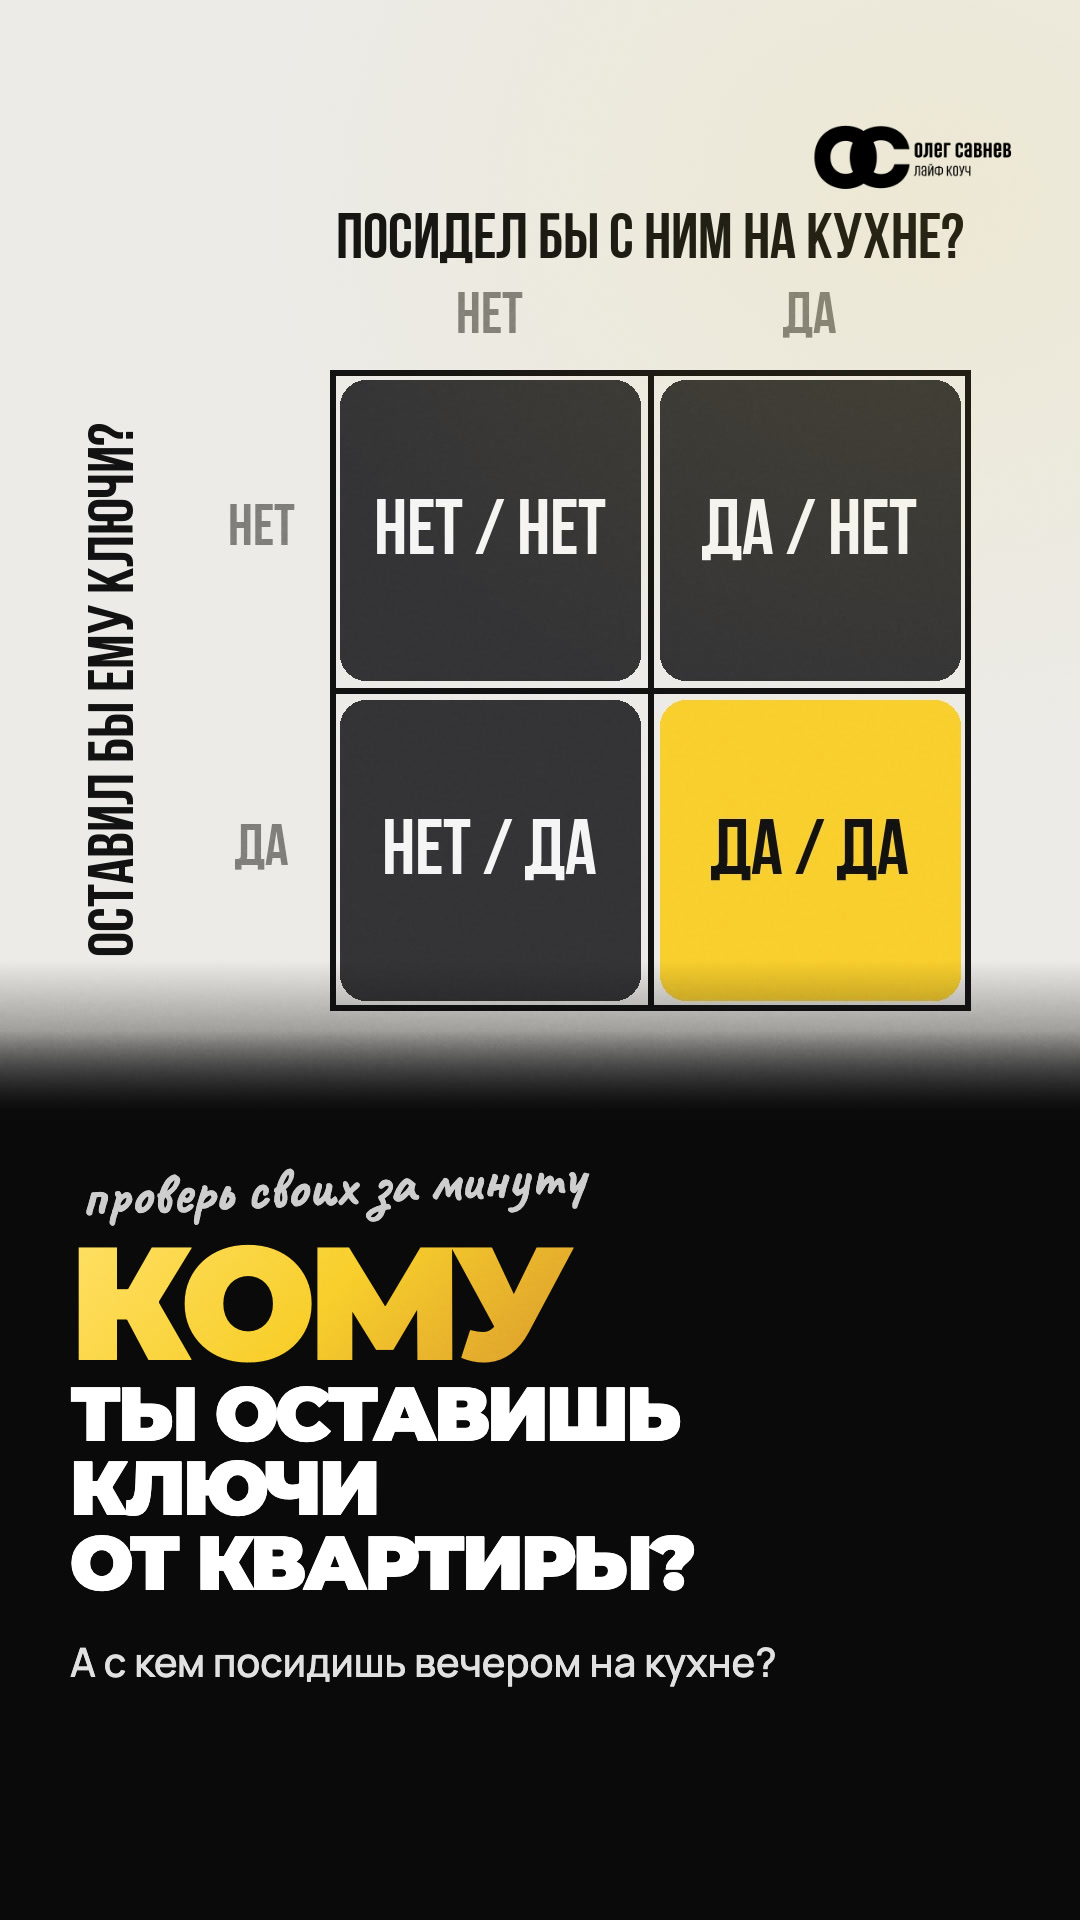 ОЛЕГ САВНЕВ
ЛАЙФ КОУЧ
ПОСИДЕЛ БЫ С НИМ НА КУХНЕ?
НЕТ ДА
ОСТАВИЛ БЫ ЕМУ КЛЮЧИ?
НЕТ
НЕТ / НЕТ ДА / НЕТ
ДА
НЕТ / ДА ДА / ДА
проверь своих за минуту
КОМУ
ТЫ ОСТАВИШЬ
КЛЮЧИ
ОТ КВАРТИРЫ?
А с кем посидишь вечером на кухне?